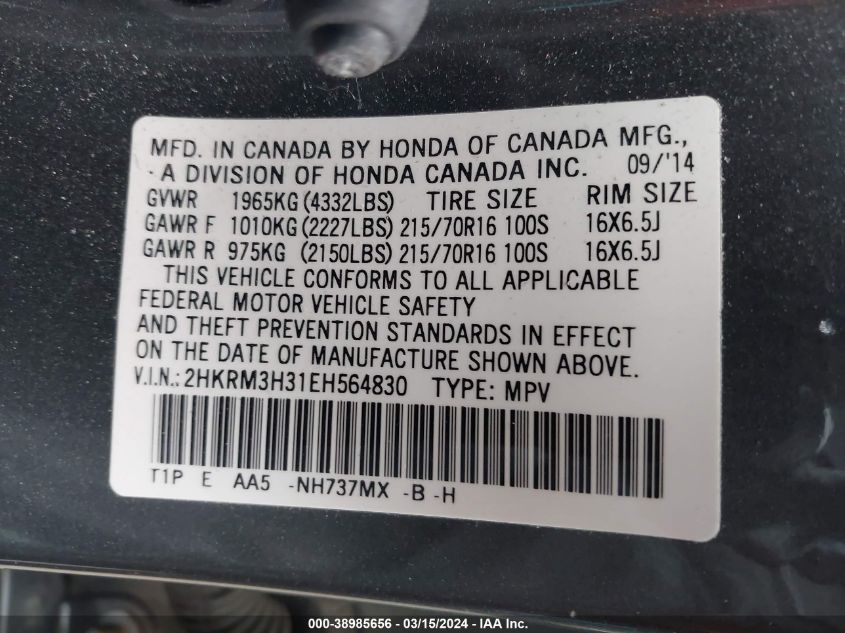 MFD. IN CANADA BY HONDA OF CANADA MFG.,
A DIVISION OF HONDA CANADA INC. 09/'14
GVWR 1965KG (4332LBS) TIRE SIZE RIM SIZE
GAWR F 1010KG (2227LBS) 215/70R16 100S 16X6.5J
GAWR R 975KG (2150LBS) 215/70R16 100S 16X6.5J
THIS VEHICLE CONFORMS TO ALL APPLICABLE
FEDERAL MOTOR VEHICLE SAFETY
AND THEFT PREVENTION STANDARDS IN EFFECT
ON THE DATE OF MANUFACTURE SHOWN ABOVE.
V.I.N.: 2HKRM3H31EH564830 TYPE: MPV
T1P E AA5 -NH737MX -B -H
000-38985656 - 03/15/2024 - IAA Inc.